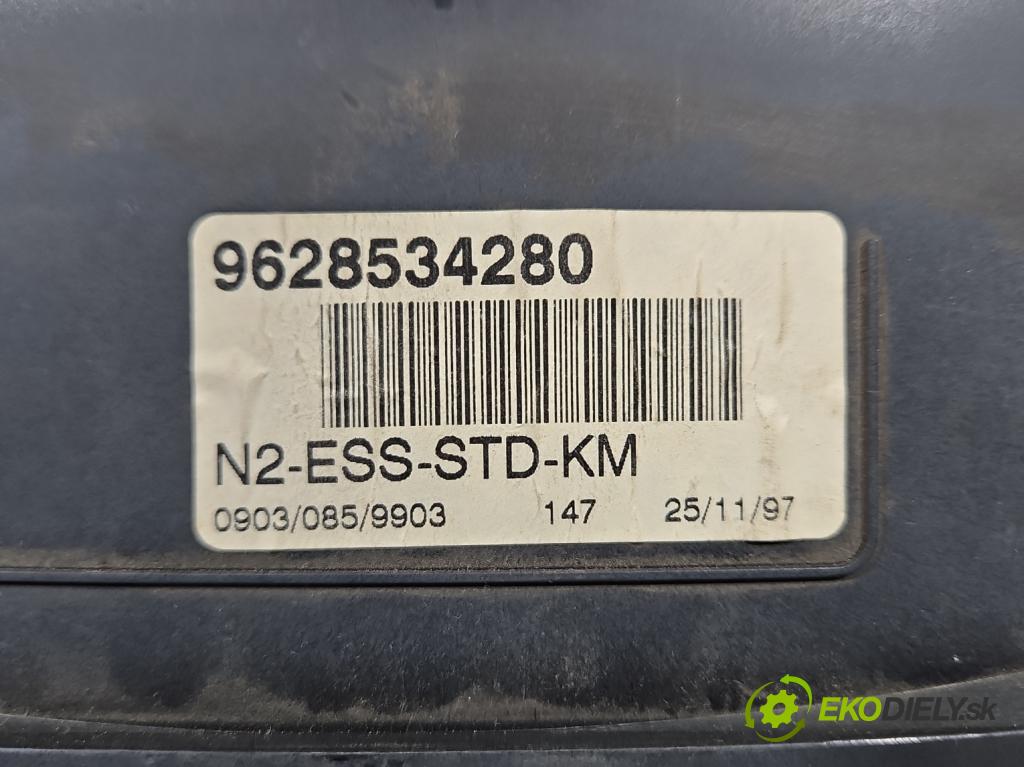 9628534280
N2-ESS-STD-KM
0903/085/9903 147 25/11/97
EKODIELY.sk